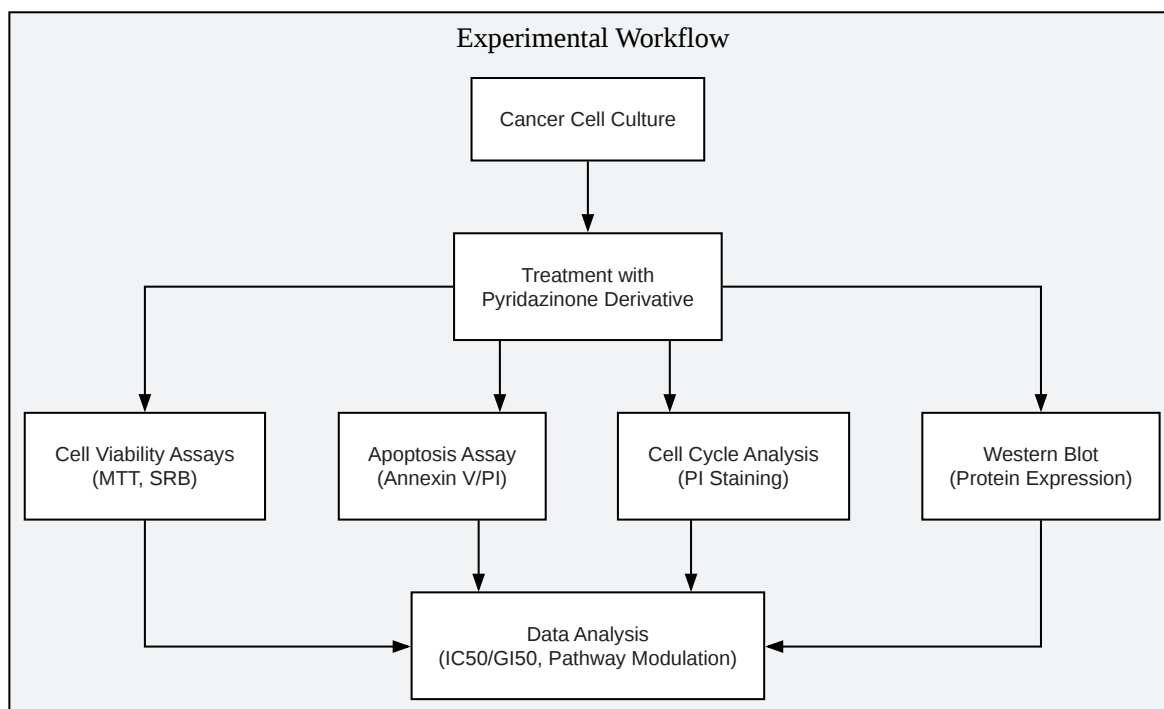 Experimental Workflow
Cancer Cell Culture
Treatment with
Pyridazinone Derivative
Cell Viability Assays
(MTT, SRB)
Apoptosis Assay
(Annexin V/PI)
Cell Cycle Analysis
(PI Staining)
Western Blot
(Protein Expression)
Data Analysis
(IC50/GI50, Pathway Modulation)